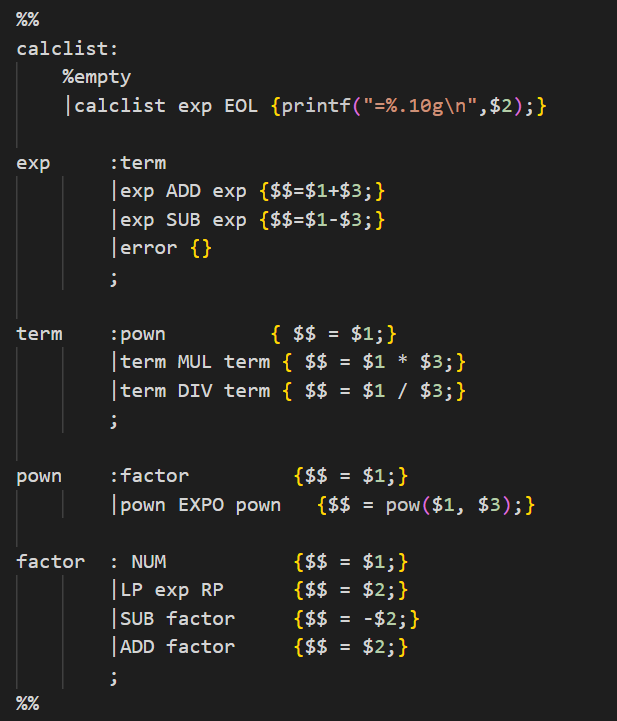 %%
calclist:
%empty
|calclist exp EOL {printf("=%.10g\n",$2);}
exp :term
|exp ADD exp {$$=$1+$3;}
|exp SUB exp {$$=$1-$3;}
|error {}
;
term :pown { $$ = $1;}
|term MUL term { $$ = $1 * $3;}
|term DIV term { $$ = $1 / $3;}
;
pown :factor {$$ = $1;}
|pown EXPO pown {$$ = pow($1, $3);}
factor : NUM {$$ = $1;}
|LP exp RP {$$ = $2;}
|SUB factor {$$ = -$2;}
|ADD factor {$$ = $2;}
;
%%